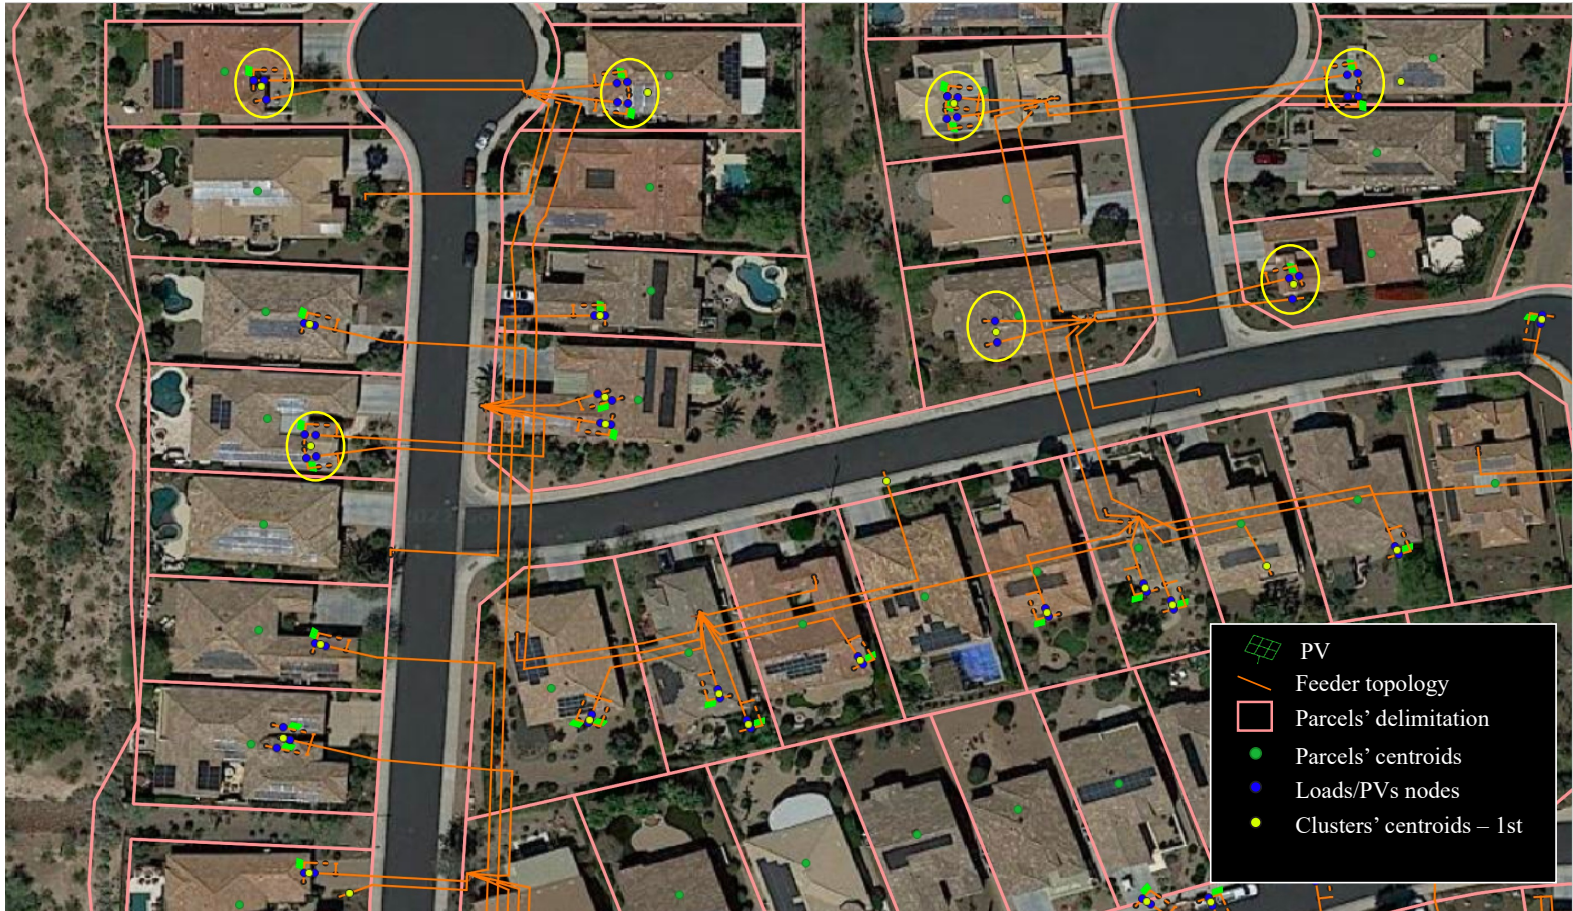 PV
Feeder topology
Parcels’ delimitation
Parcels’ centroids
Loads/PVs nodes
Clusters’ centroids – 1st